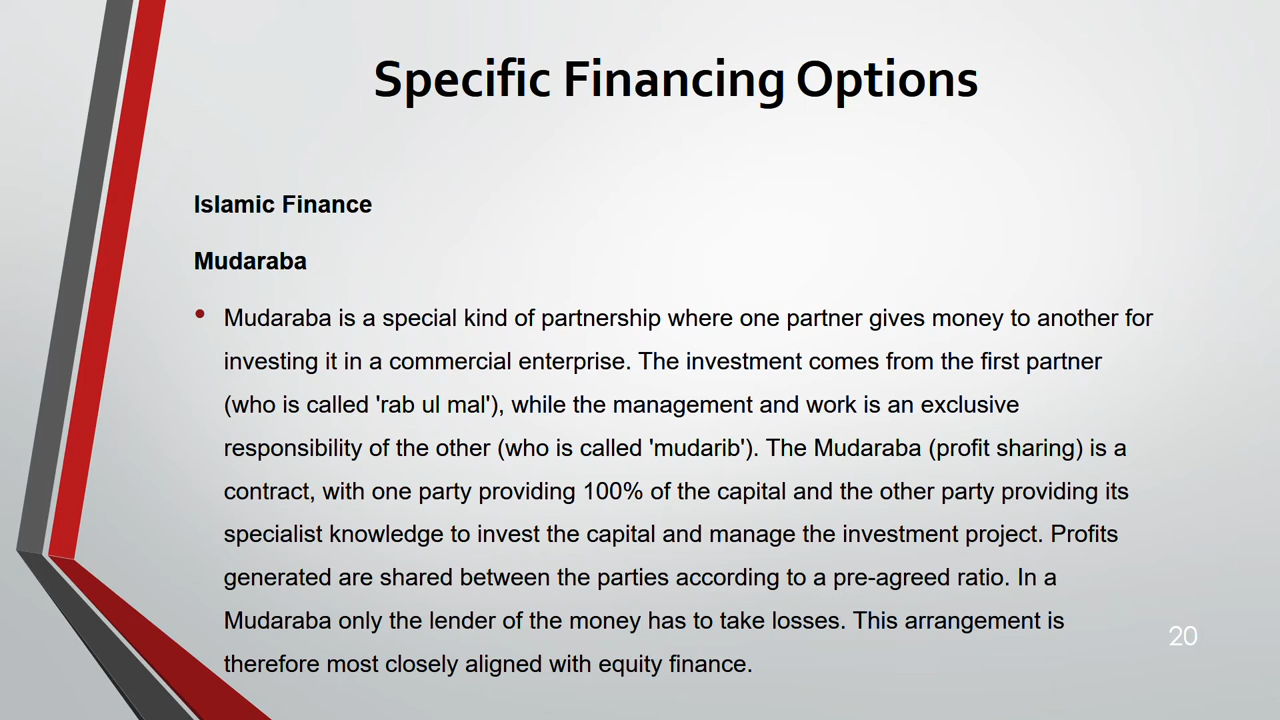 Specific Financing Options
Islamic Finance
Mudaraba
• Mudaraba is a special kind of partnership where one partner gives money to another for
investing it in a commercial enterprise. The investment comes from the first partner
(who is called 'rab ul mal'), while the management and work is an exclusive
responsibility of the other (who is called 'mudarib'). The Mudaraba (profit sharing) is a
contract, with one party providing 100% of the capital and the other party providing its
specialist knowledge to invest the capital and manage the investment project. Profits
generated are shared between the parties according to a pre-agreed ratio. In a
Mudaraba only the lender of the money has to take losses. This arrangement is
therefore most closely aligned with equity finance.
20